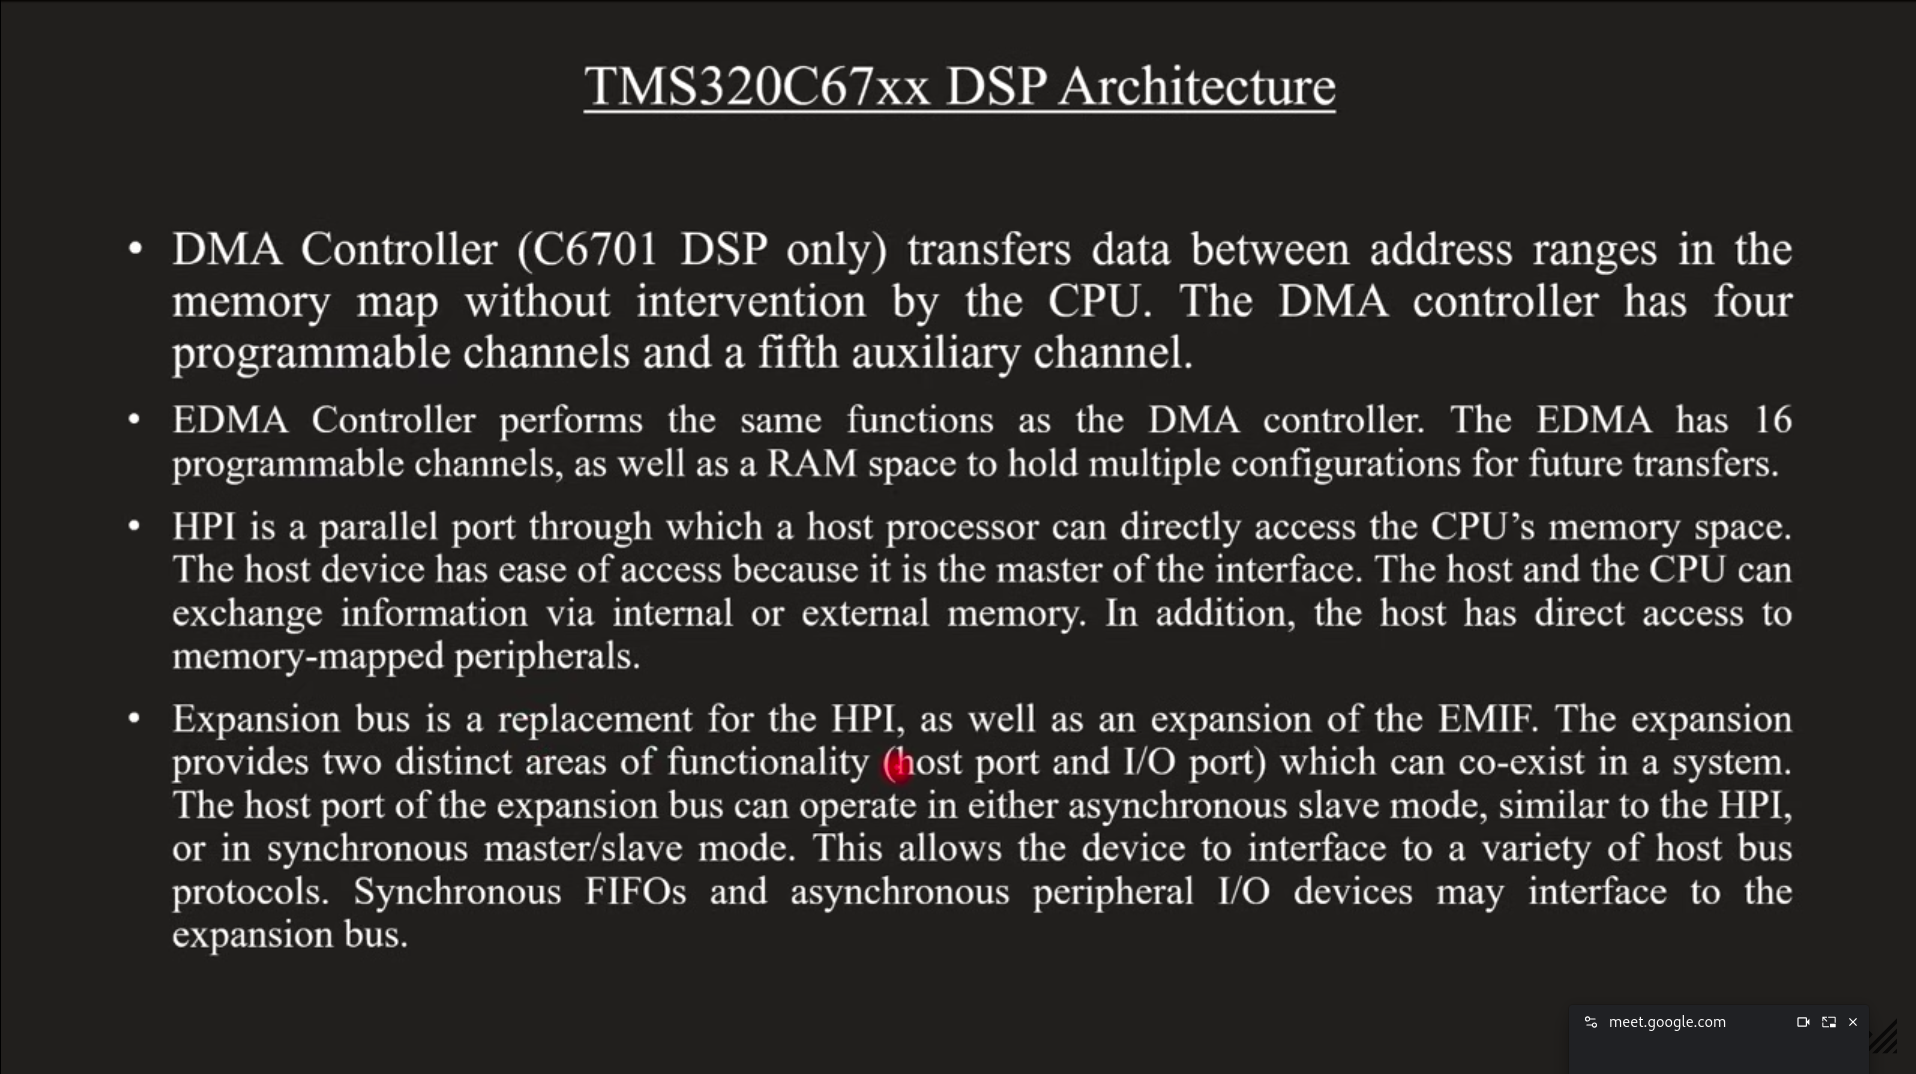 TMS320C67xx DSP Architecture
• DMA Controller (C6701 DSP only) transfers data between address ranges in the
memory map without intervention by the CPU. The DMA controller has four
programmable channels and a fifth auxiliary channel.
• EDMA Controller performs the same functions as the DMA controller. The EDMA has 16
programmable channels, as well as a RAM space to hold multiple configurations for future transfers.
• HPI is a parallel port through which a host processor can directly access the CPU’s memory space.
The host device has ease of access because it is the master of the interface. The host and the CPU can
exchange information via internal or external memory. In addition, the host has direct access to
memory-mapped peripherals.
• Expansion bus is a replacement for the HPI, as well as an expansion of the EMIF. The expansion
provides two distinct areas of functionality (host port and I/O port) which can co-exist in a system.
The host port of the expansion bus can operate in either asynchronous slave mode, similar to the HPI,
or in synchronous master/slave mode. This allows the device to interface to a variety of host bus
protocols. Synchronous FIFOs and asynchronous peripheral I/O devices may interface to the
expansion bus.
meet.google.com